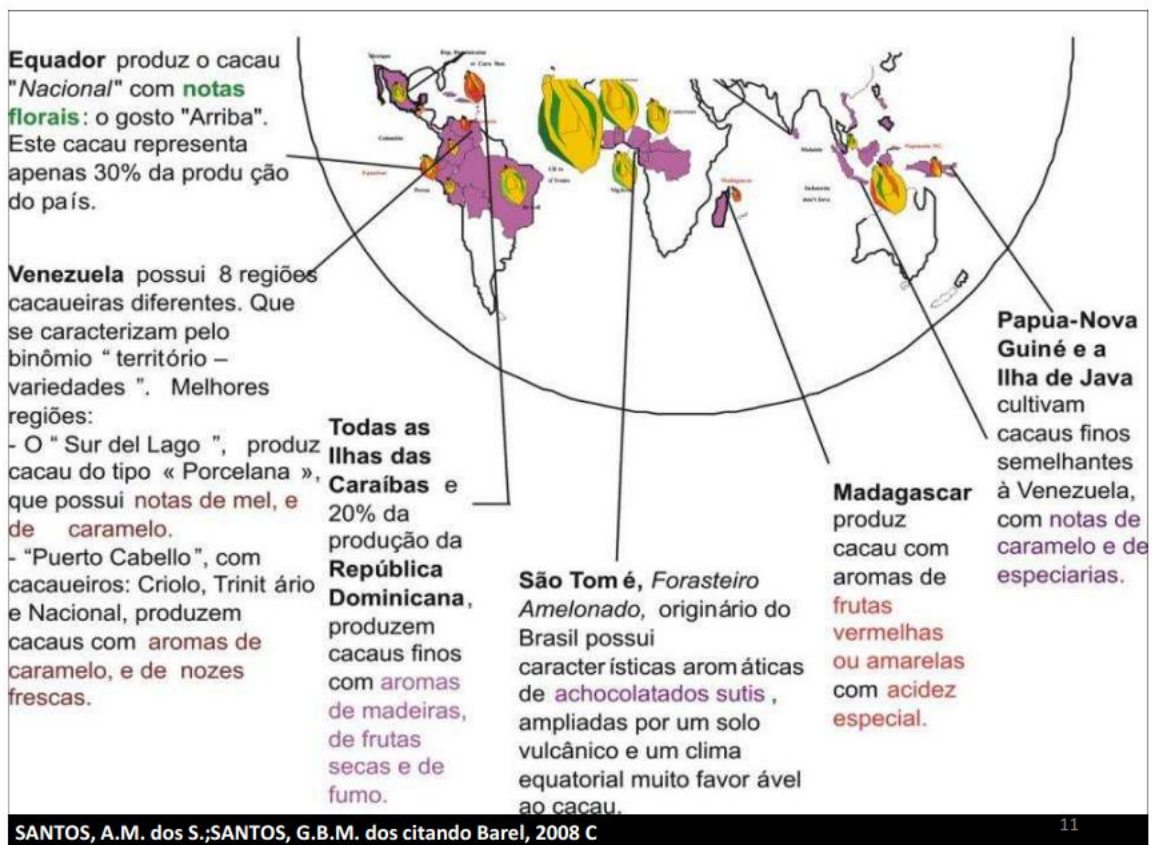 Equador produz o cacau
"Nacional" com notas
florais: o gosto "Arriba".
Este cacau representa
apenas 30% da produ ção
do país.
Venezuela possui 8 regiões
cacaueiras diferentes. Que
se caracterizam pelo
binômio “ território –
variedades ”. Melhores
regiões:
- O “ Sur del Lago ”, produz
cacau do tipo « Porcelana »,
que possui notas de mel, e
de caramelo.
- “Puerto Cabello”, com
cacaueiros: Criolo, Trinit ário
e Nacional, produzem
cacaus com aromas de
caramelo, e de nozes
frescas.
Todas as
Ilhas das
Caraíbas e
20% da
produção da
República
Dominicana,
produzem
cacaus finos
com aromas
de madeiras,
de frutas
secas e de
fumo.
São Tom é, Forasteiro
Amelonado, originário do
Brasil possui
caracter ísticas arom áticas
de achocolatados sutis ,
ampliadas por um solo
vulcânico e um clima
equatorial muito favor ável
ao cacau.
Madagascar
produz
cacau com
aromas de
frutas
vermelhas
ou amarelas
com acidez
especial.
Papua-Nova
Guiné e a
Ilha de Java
cultivam
cacaus finos
semelhantes
à Venezuela,
com notas de
caramelo e de
especiarias.
Mexique
Colombie
Equateur
Perou
Cameroun
Madagascar
Malaisie
SANTOS, A.M. dos S.;SANTOS, G.B.M. dos citando Barel, 2008 C
11